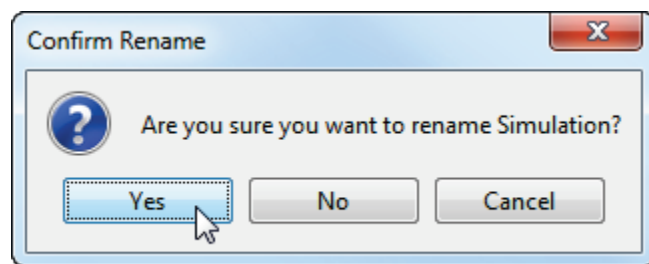 Confirm Rename
Are you sure you want to rename Simulation?
Yes
No
Cancel